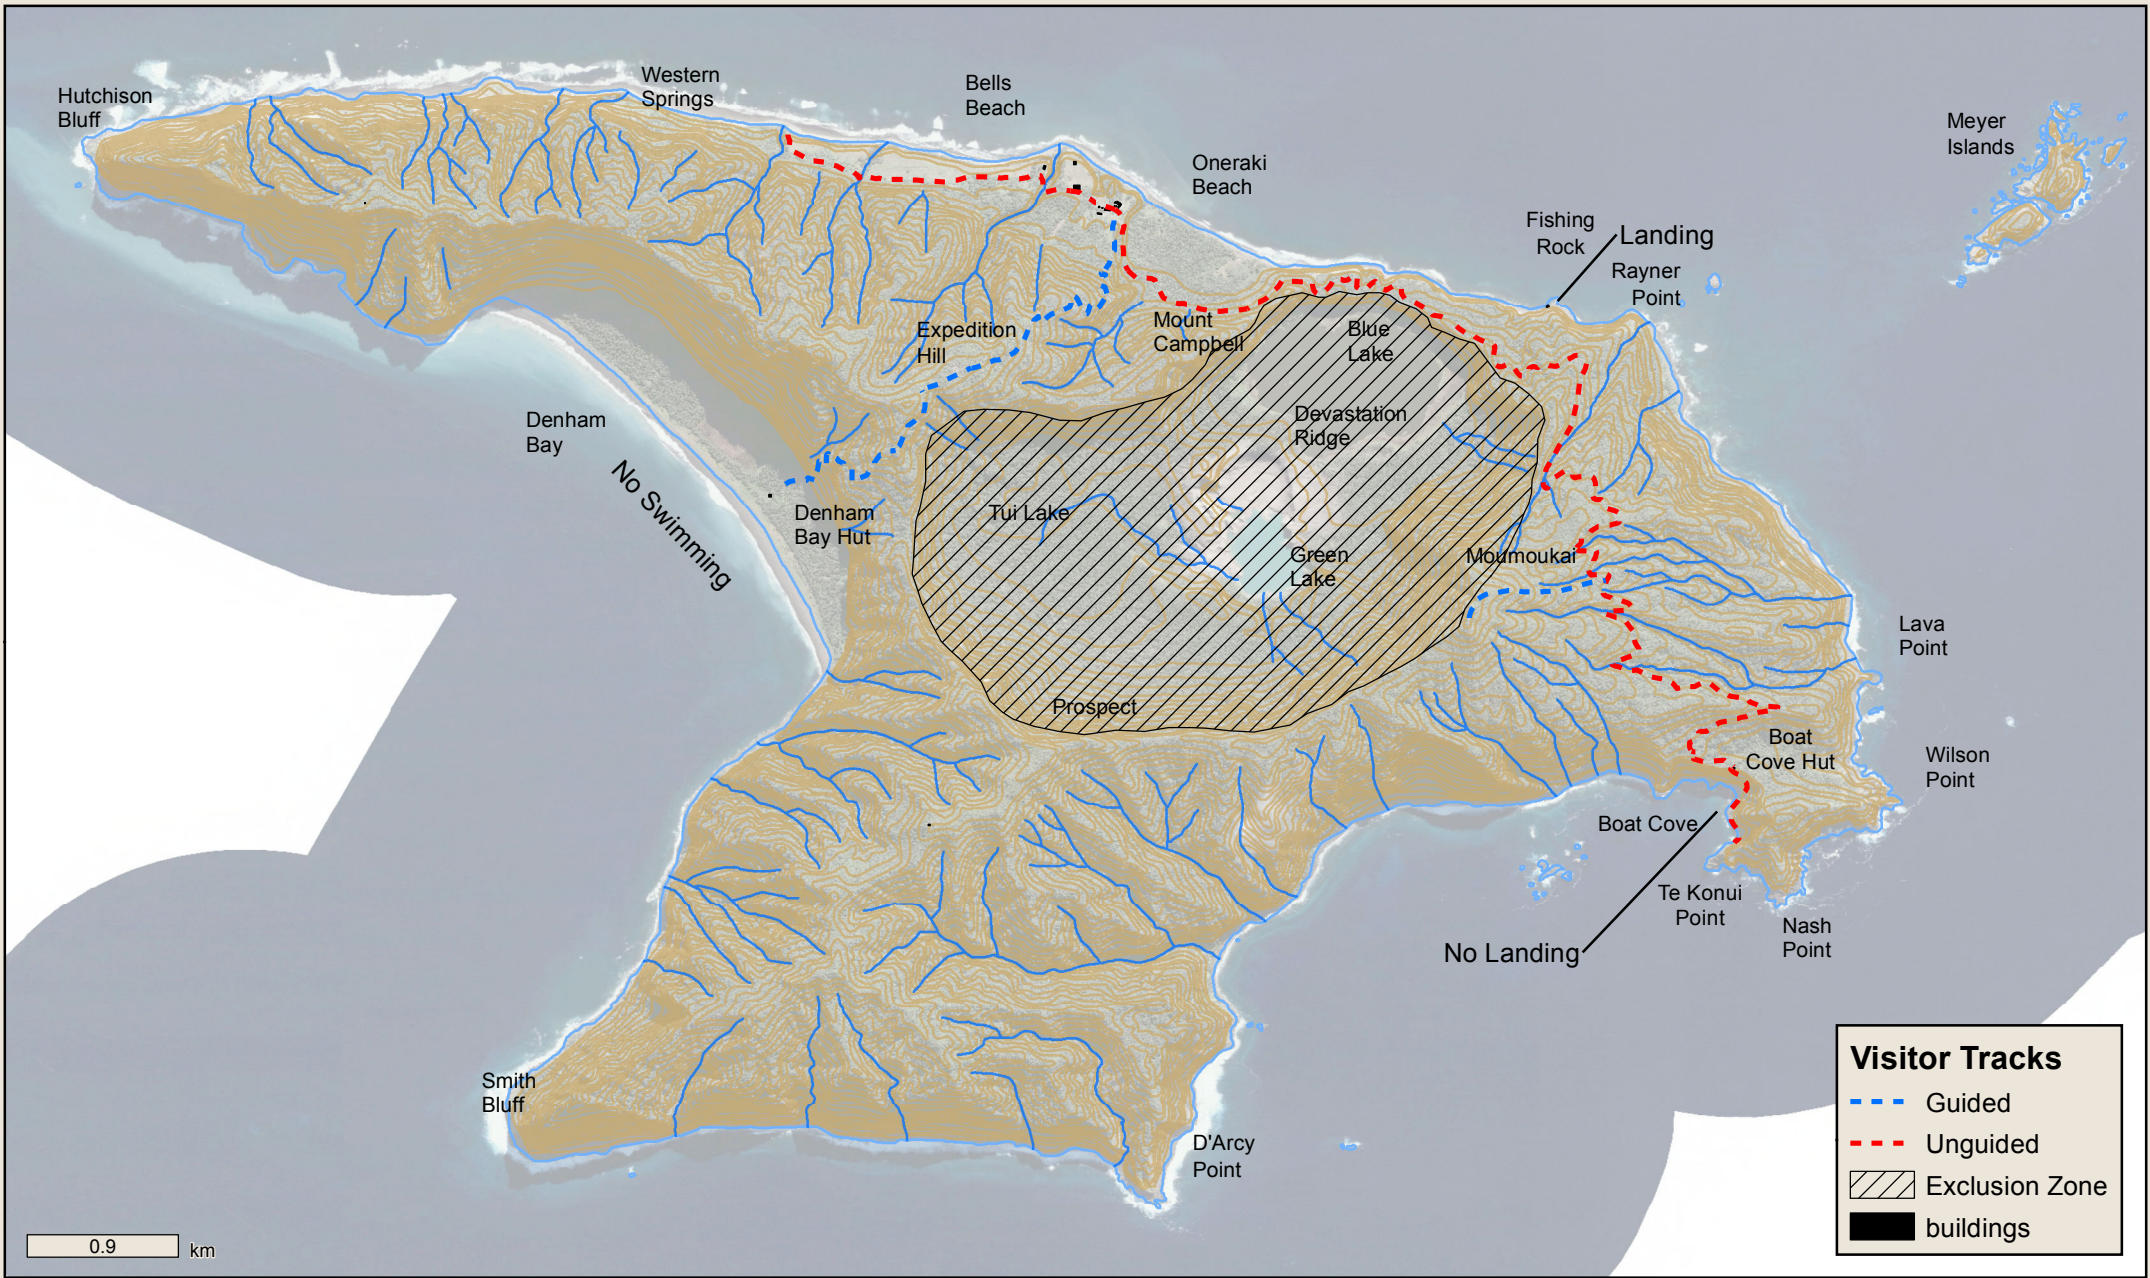 Hutchison
Bluff
Western
Springs
Bells
Beach
Oneraki
Beach
Meyer
Islands
Fishing
Rock
Landing
Rayner
Point
Expedition
Hill
Mount
Campbell
Blue
Lake
Denham
Bay
No Swimming
Devastation
Ridge
Denham
Bay Hut
Tui Lake
Green
Lake
Moumoukai
Lava
Point
Prospect
Boat
Cove Hut
Wilson
Point
Boat Cove
Te Konui
Point
Nash
Point
No Landing
Smith
Bluff
D'Arcy
Point
Visitor Tracks
Guided
Unguided
Exclusion Zone
buildings
0.9
km